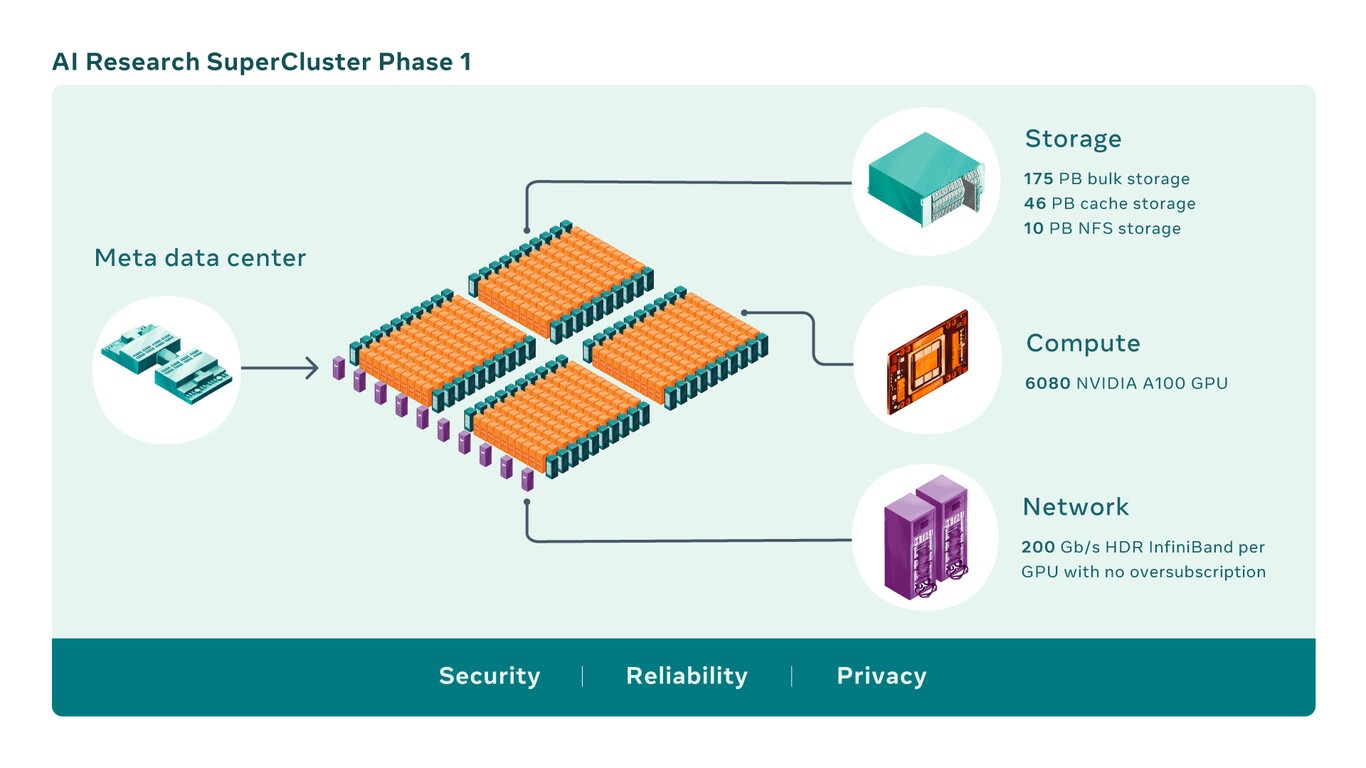 AI Research SuperCluster Phase 1
Meta data center
Storage
175 PB bulk storage
46 PB cache storage
10 PB NFS storage
Compute
6080 NVIDIA A100 GPU
Network
200 Gb/s HDR InfiniBand per
GPU with no oversubscription
Security | Reliability | Privacy